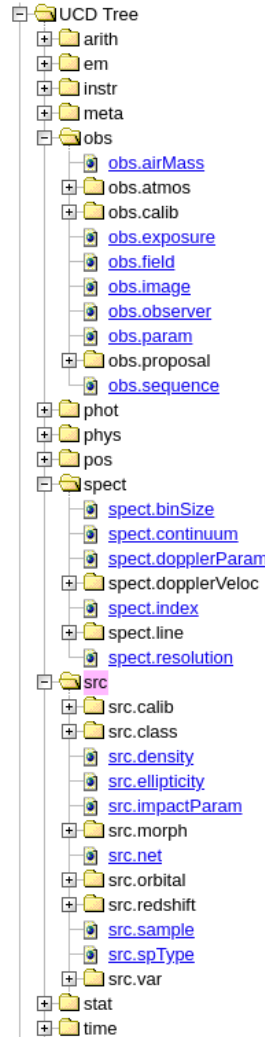 UCD Tree
arith
em
instr
meta
obs
obs.airMass
obs.atmos
obs.calib
obs.exposure
obs.field
obs.image
obs.observer
obs.param
obs.proposal
obs.sequence
phot
phys
pos
spect
spect.binSize
spect.continuum
spect.dopplerParam
spect.dopplerVeloc
spect.index
spect.line
spect.resolution
src
src.calib
src.class
src.density
src.ellipticity
src.impactParam
src.morph
src.net
src.orbital
src.redshift
src.sample
src.spType
src.var
stat
time